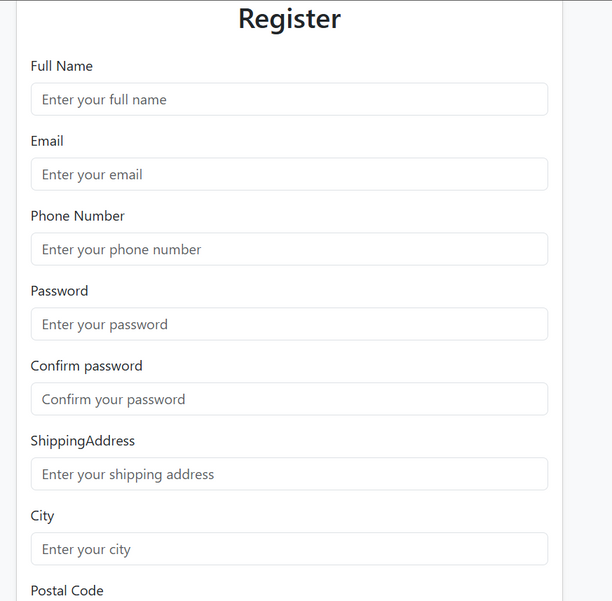 Register
Full Name
Enter your full name
Email
Enter your email
Phone Number
Enter your phone number
Password
Enter your password
Confirm password
Confirm your password
ShippingAddress
Enter your shipping address
City
Enter your city
Postal Code